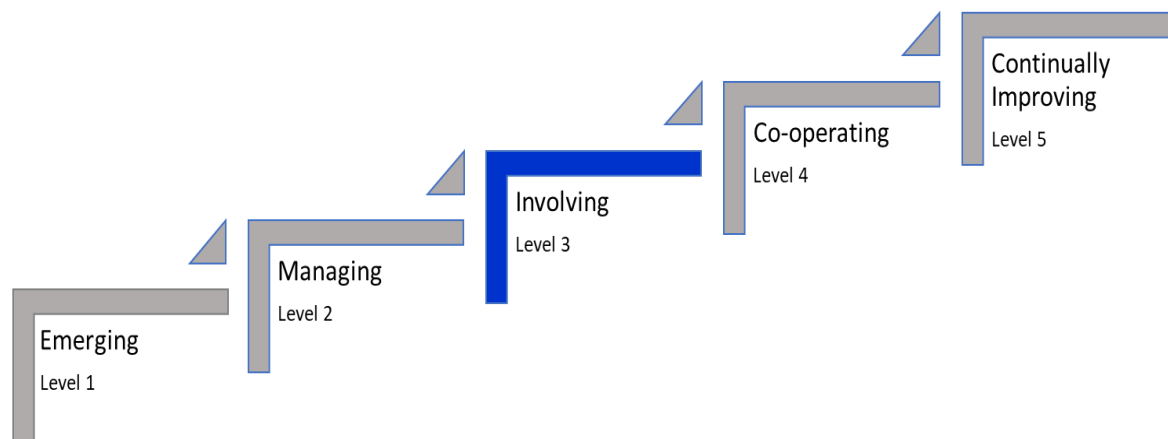 Emerging
Level 1
Managing
Level 2
Involving
Level 3
Co-operating
Level 4
Continually
Improving
Level 5